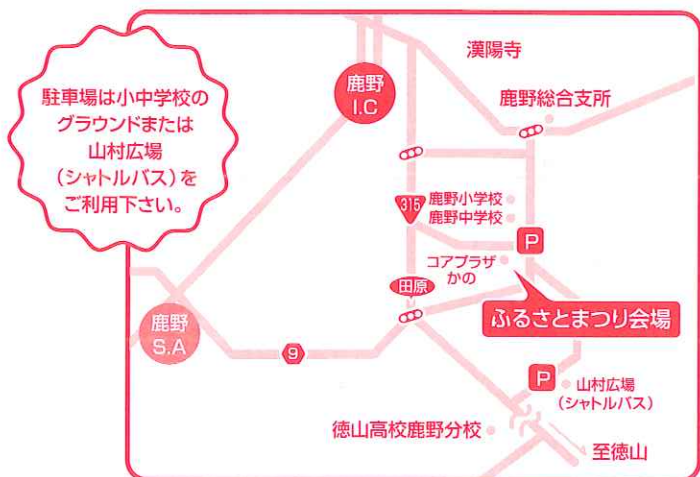 駐車場は小中学校の
グラウンドまたは
山村広場
（シャトルバス）を
ご利用下さい。
鹿野
I.C
漢陽寺
鹿野総合支所
315
鹿野小学校
鹿野中学校
P
コアプラザ
かの
田原
ふるさとまつり会場
鹿野
S.A
9
P
山村広場
（シャトルバス）
徳山高校鹿野分校
至徳山